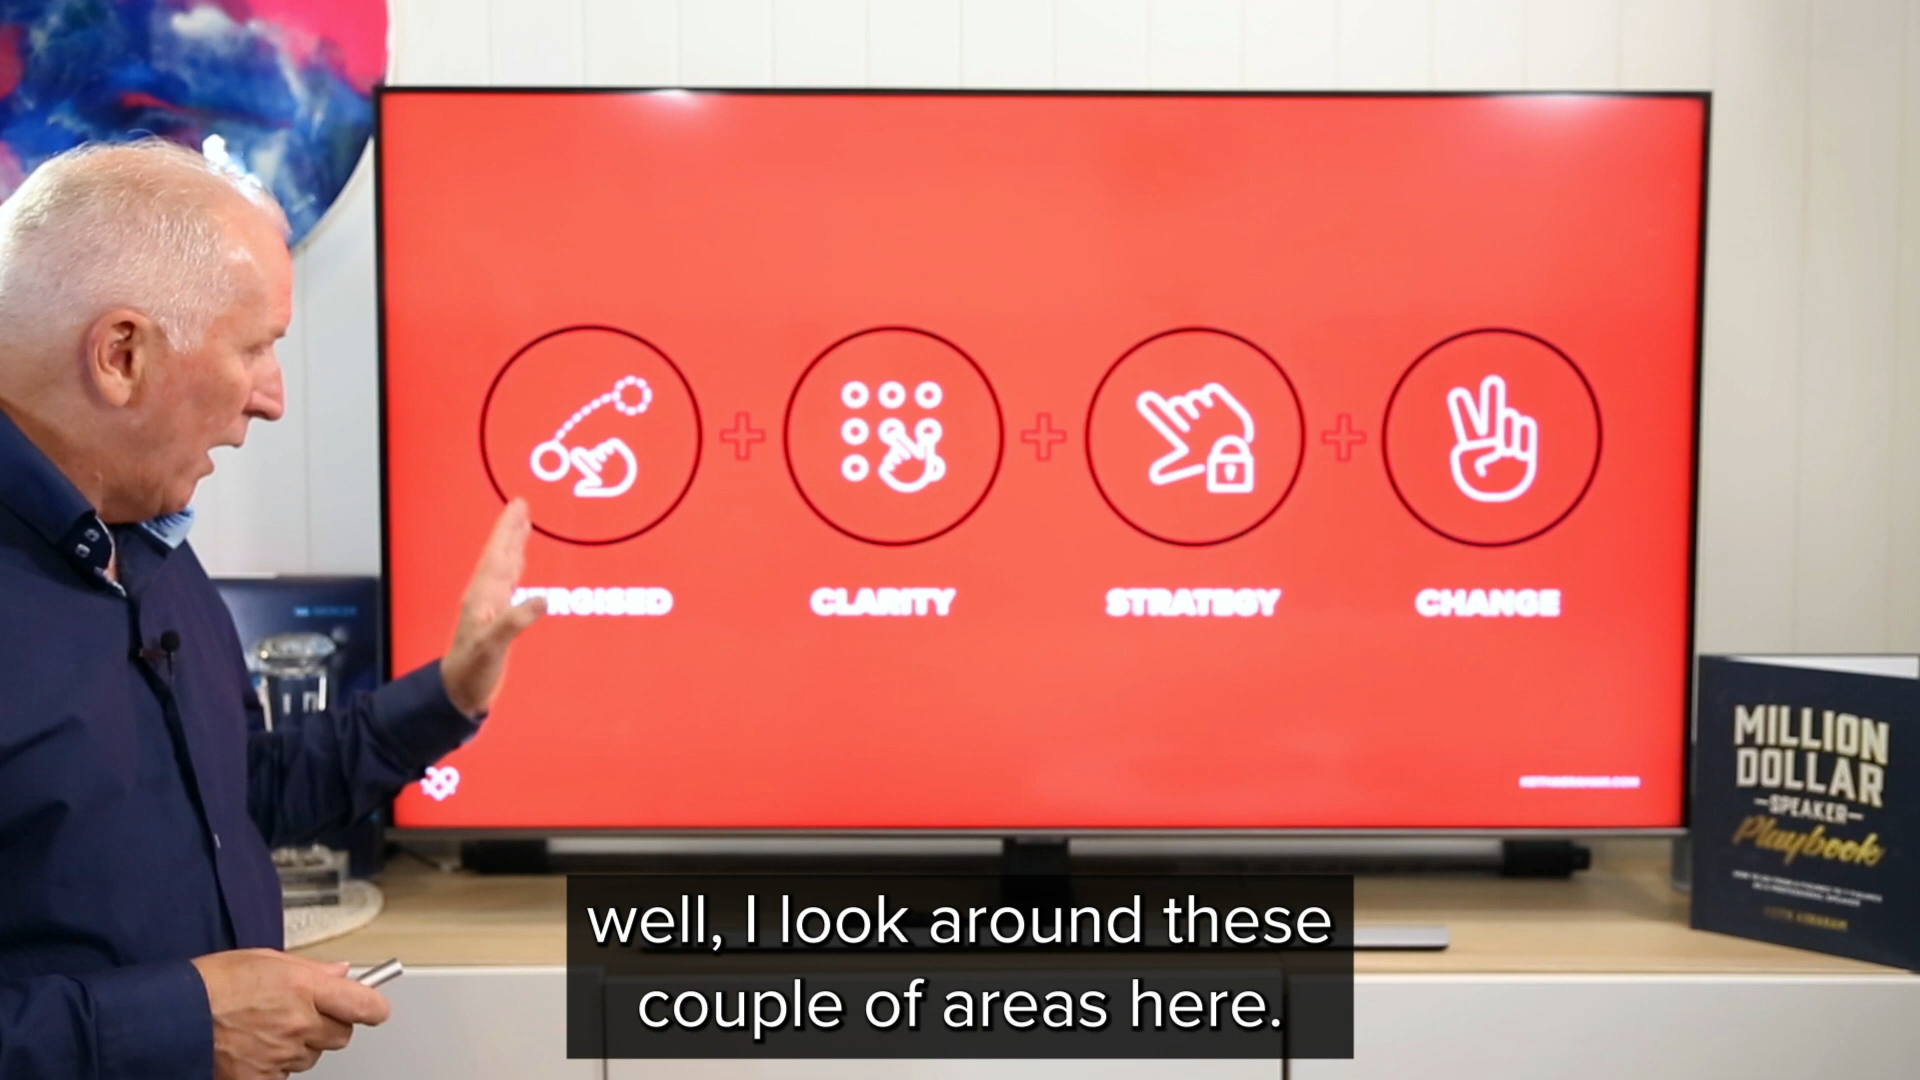 CLARITY
STRATEGY
CHANGE
MILLION
DOLLAR
SPEAKER
Playbook
well, I look around these
couple of areas here.